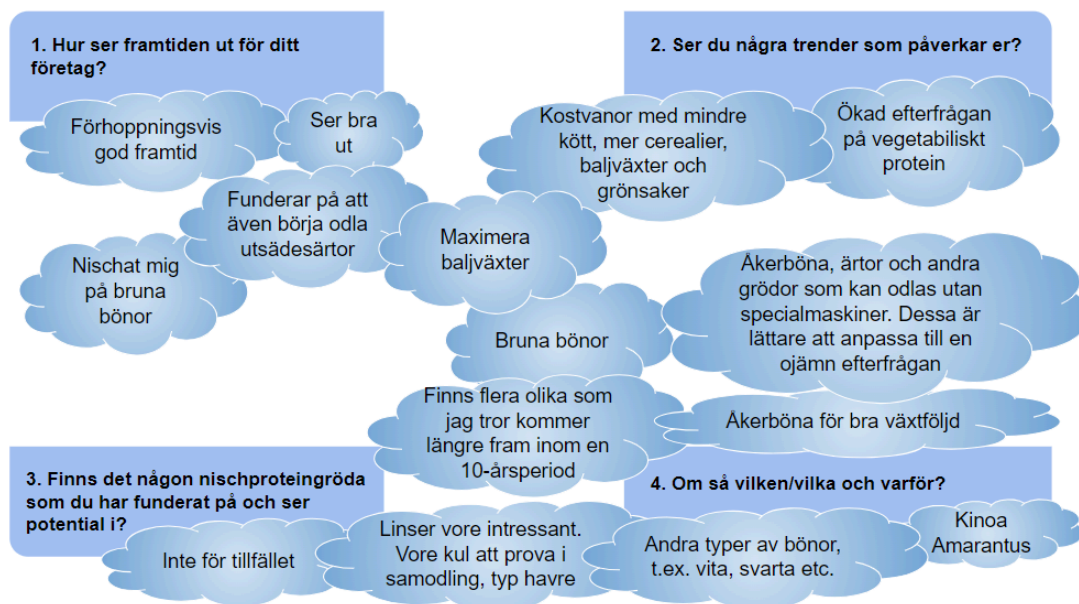 1. Hur ser framtiden ut för ditt
företag?
2. Ser du några trender som påverkar er?
Förhoppningsvis
god framtid
Ser bra
ut
Kostvanor med mindre
kött, mer cerealier,
baljväxter och
grönsaker
Ökad efterfrågan
på vegetabiliskt
protein
Funderar på att
även börja odla
utsädesärtor
Maximera
baljväxter
Nischat mig
på bruna
bönor
Åkerböna, ärtor och andra
grödor som kan odlas utan
specialmaskiner. Dessa är
lättare att anpassa till en
ojämn efterfrågan
Bruna bönor
Finns flera olika som
jag tror kommer
längre fram inom en
10-årsperiod
Åkerböna för bra växtföljd
3. Finns det någon nischproteingröda
som du har funderat på och ser
potential i?
4. Om så vilken/vilka och varför?
Inte för tillfället
Linser vore intressant.
Vore kul att prova i
samodling, typ havre
Andra typer av bönor,
t.ex. vita, svarta etc.
Kinoa
Amarantus